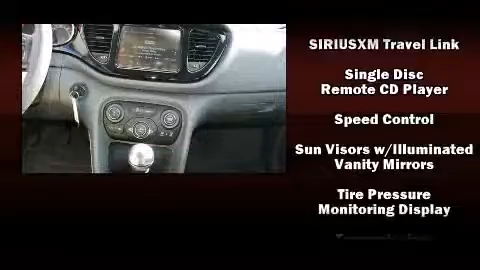 SIRIUSXM Travel Link
Single Disc
Remote CD Player
Speed Control
Sun Visors w/Illuminated
Vanity Mirrors
Tire Pressure
Monitoring Display